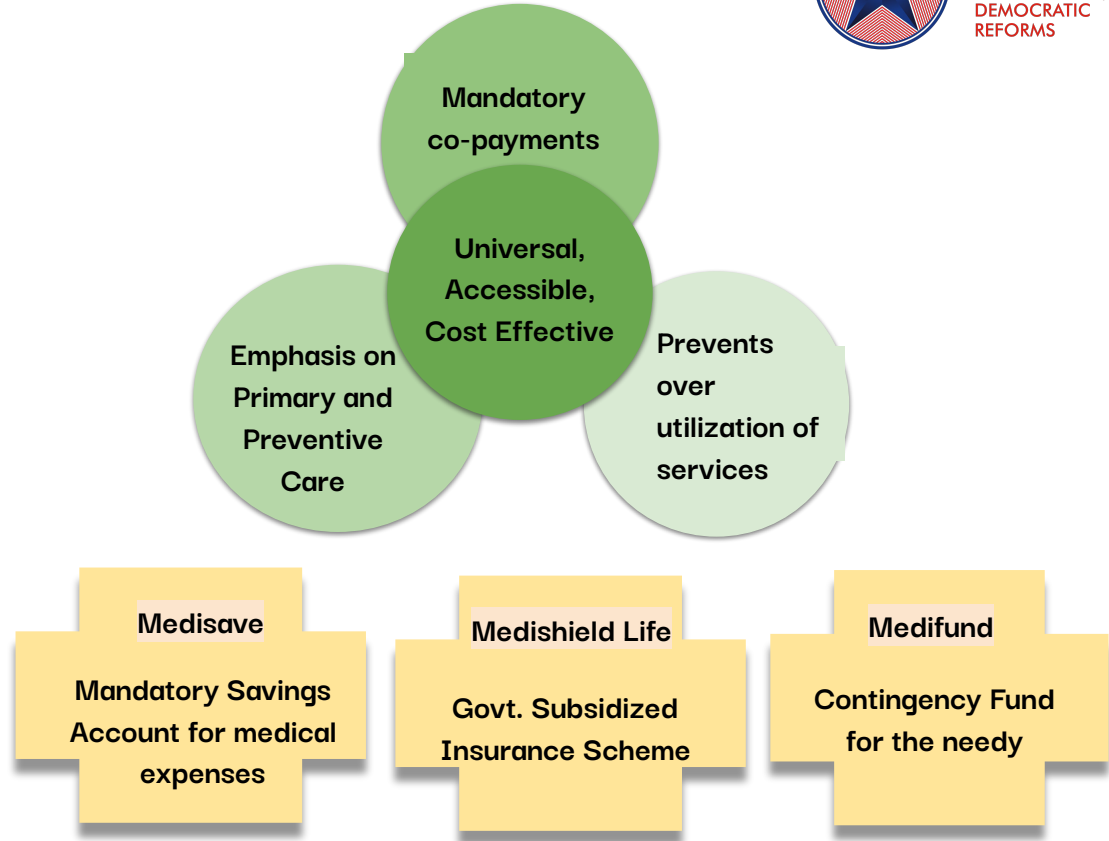 DEMOCRATIC
REFORMS
Mandatory
co-payments
Universal,
Accessible,
Cost Effective
Emphasis on
Primary and
Preventive
Care
Prevents
over
utilization of
services
Medisave
Mandatory Savings
Account for medical
expenses
Medishield Life
Govt. Subsidized
Insurance Scheme
Medifund
Contingency Fund
for the needy